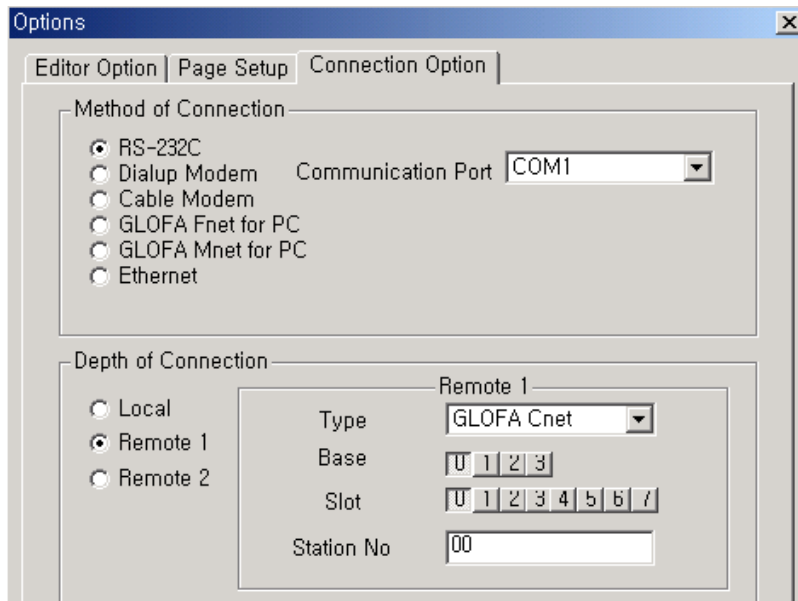 Options
Editor Option Page Setup Connection Option
Method of Connection
RS-232C
Dialup Modem
Cable Modem
GLOFA Fnet for PC
GLOFA Mnet for PC
Ethernet
Communication Port COM1
Depth of Connection
Local
Remote 1
Remote 2
Remote 1
Type GLOFA Cnet
Base 0 1 2 3
Slot 0 1 2 3 4 5 6 7
Station No 00